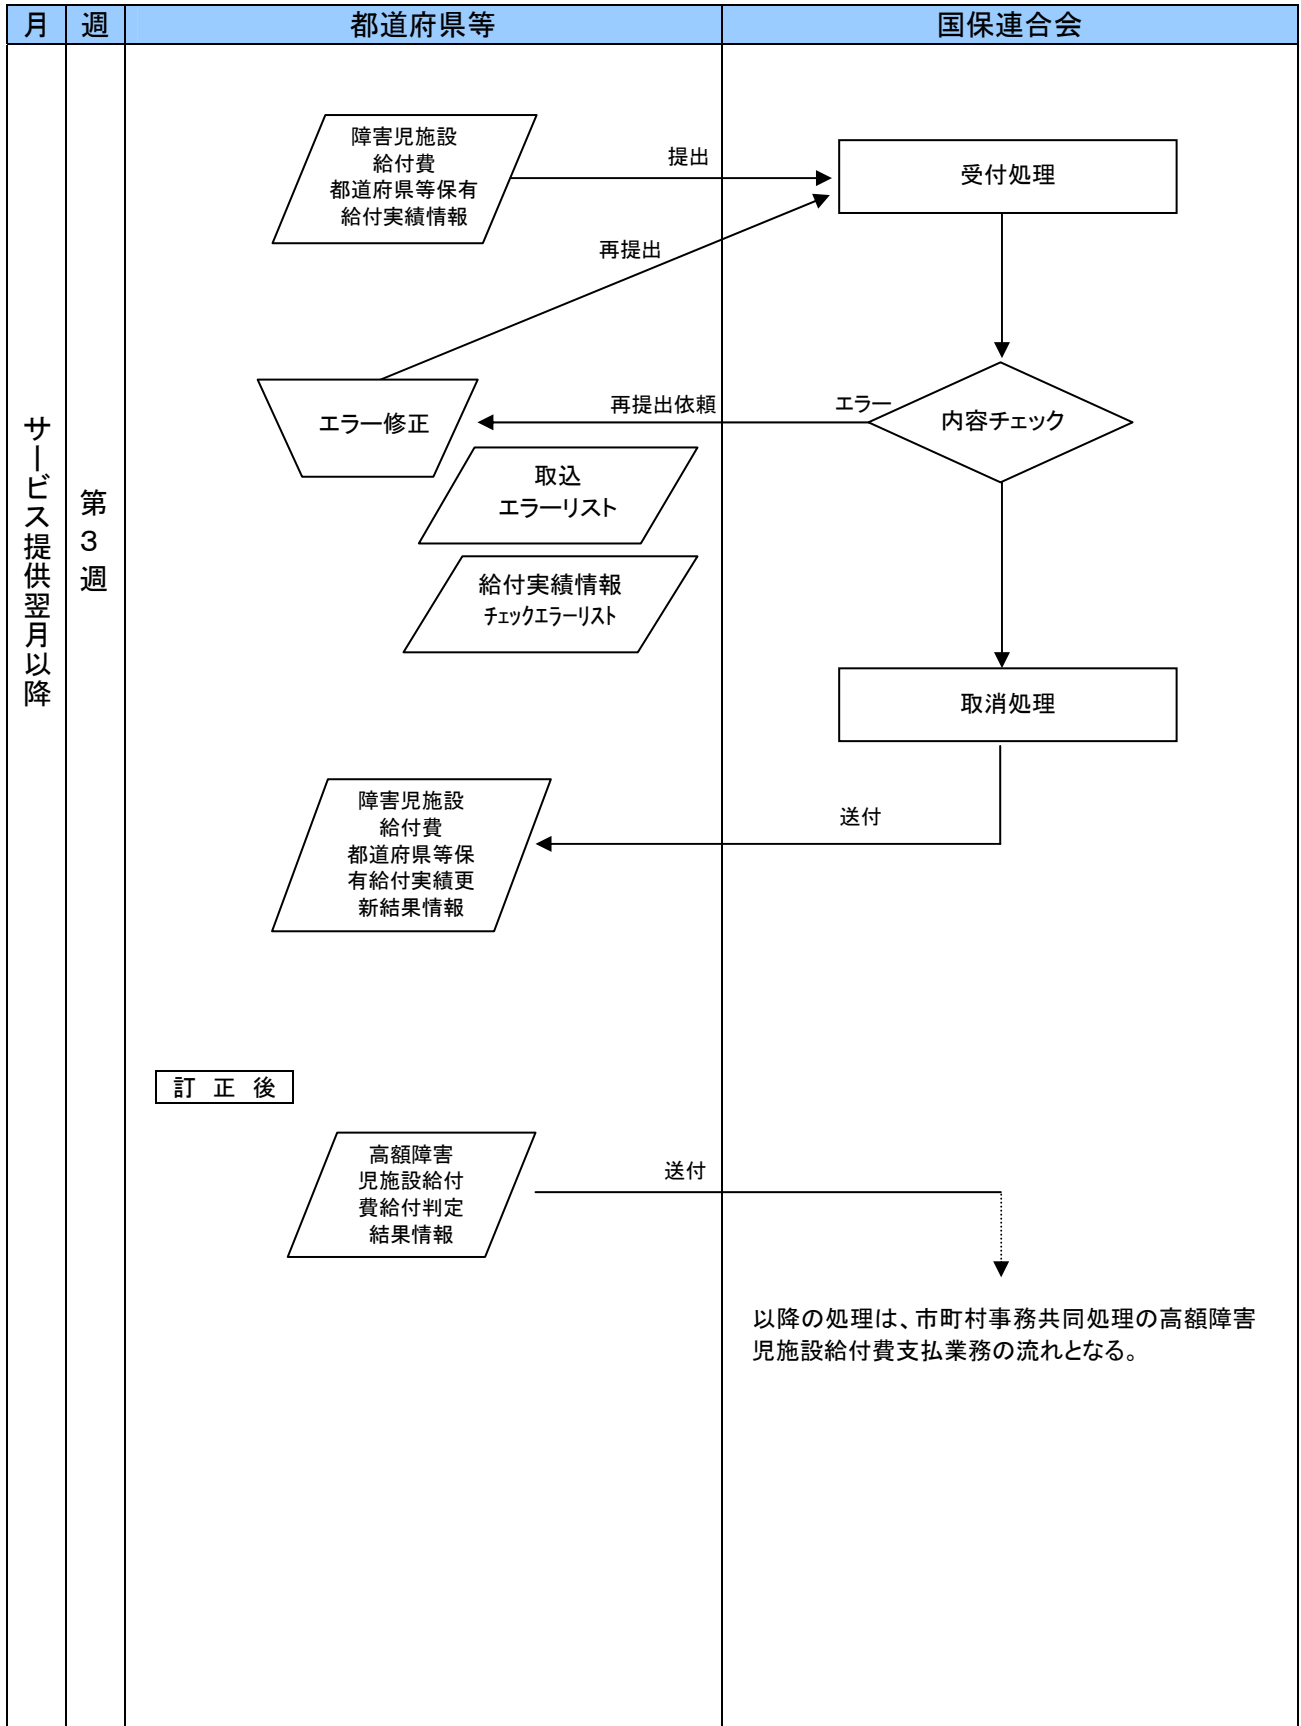 月
週
都道府県等
国保連合会
サービス提供翌月以降
第
3
週
障害児施設
給付費
都道府県等保有
給付実績情報
提出
受付処理
再提出
エラー修正
再提出依頼
エラー
内容チェック
取込
エラーリスト
給付実績情報
チェックエラーリスト
取消処理
障害児施設
給付費
都道府県等保
有給付実績更
新結果情報
送付
訂 正 後
高額障害
児施設給付
費給付判定
結果情報
送付
以降の処理は、市町村事務共同処理の高額障害
児施設給付費支払業務の流れとなる。